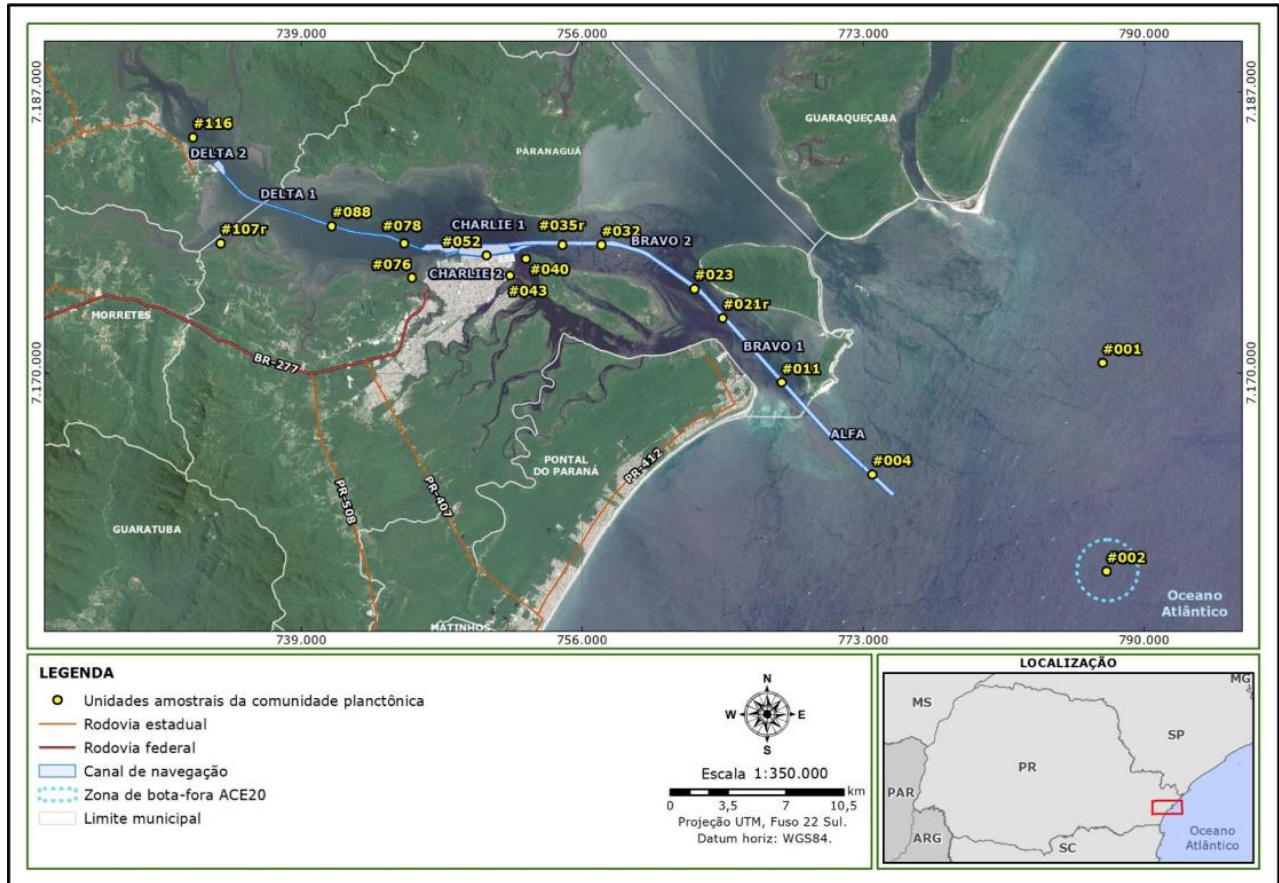 739.000
756.000
773.000
790.000
7.187.000
7.187.000
#116
DELTA 2
GUARAQUEÇABA
PARANAGUÁ
DELTA 1
#088
#078
CHARLIE 1
#035r
#032
#107r
#052
BRAVO 2
#076
CHARLIE 2
#040
#043
#023
#021r
MORRETES
BR-277
BRAVO 1
#001
7.170.000
7.170.000
#011
ALFA
PONTAL
DO PARANÁ
PR-412
#004
PR-508
PR-407
GUARATUBA
#002
Oceano
Atlântico
MATINHOS
739.000
756.000
773.000
790.000
LEGENDA
Unidades amostrais da comunidade planctônica
Rodovia estadual
Rodovia federal
Canal de navegação
Zona de bota-fora ACE20
Limite municipal
N
W
E
S
Escala 1:350.000
km
0 3,5 7 10,5
Projeção UTM, Fuso 22 Sul.
Datum horiz: WGS84.
LOCALIZAÇÃO
MS
MG
SP
PR
PAR
ARG
SC
Oceano
Atlântico